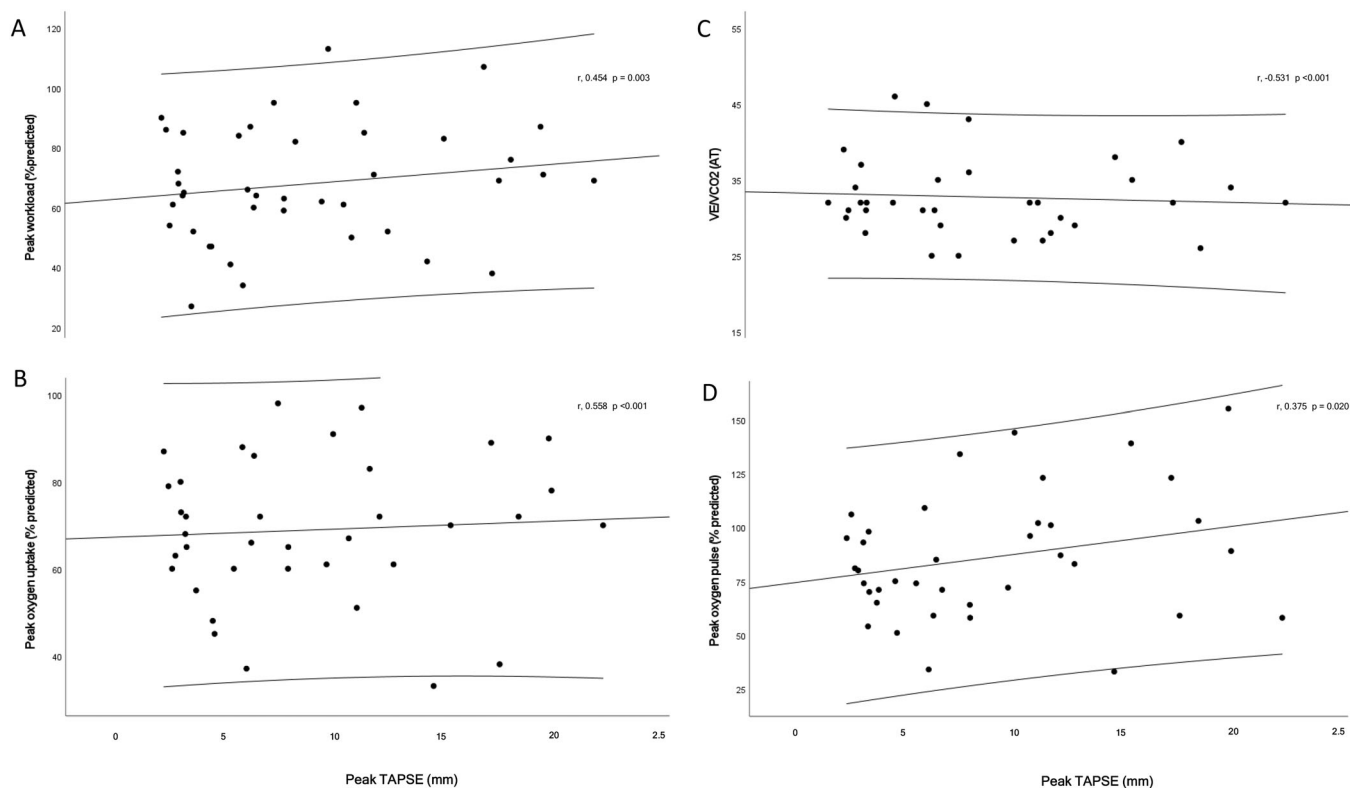 A
Peak workload (%predicted)
120
100
80
60
40
20
r, 0.454 p = 0.003
B
Peak oxygen uptake (% predicted)
100
80
60
40
r, 0.558 p <0.001
0 5 10 15 20 2.5
Peak TAPSE (mm)
C
VE/VCO2 (AT)
55
45
35
25
15
r, -0.531 p <0.001
D
Peak oxygen pulse (% predicted)
150
125
100
75
50
25
r, 0.375 p = 0.020
0 5 10 15 20 2.5
Peak TAPSE (mm)